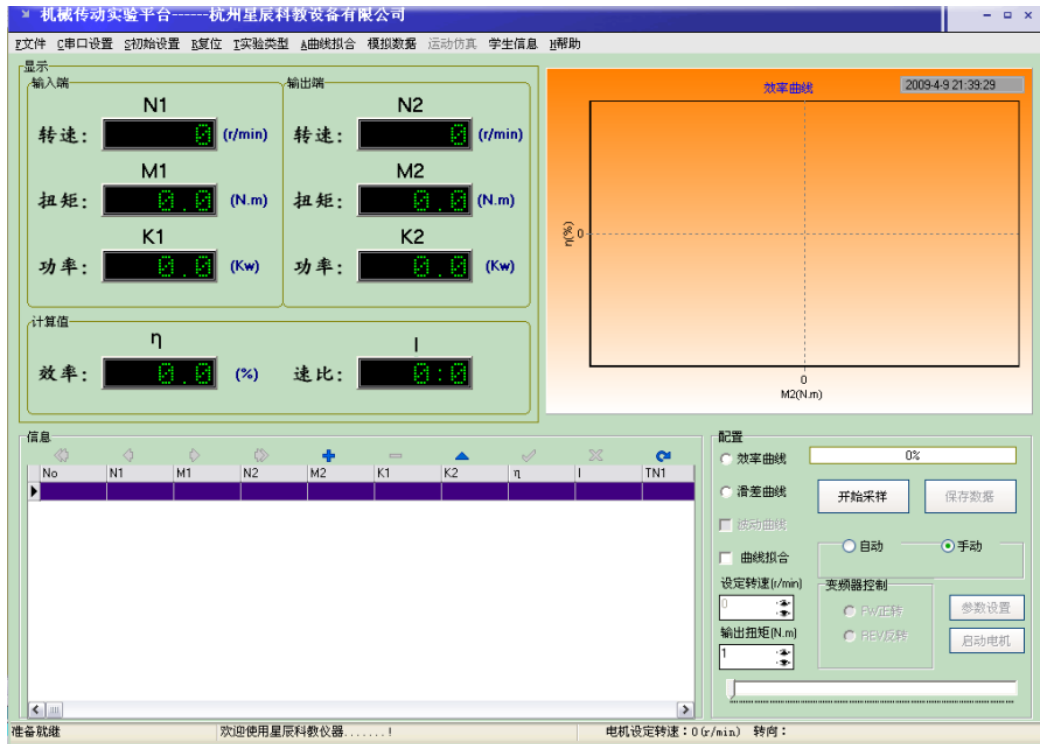 机械传动实验平台------杭州星辰科教设备有限公司
F文件 C串口设置 S初始设置 R复位 T实验类型 A曲线拟合 模拟数据 运动仿真 学生信息 H帮助
显示
输入端
N1
转速： 0 (r/min)
M1
扭矩： 0.0 (N.m)
K1
功率： 0.0 (Kw)
输出端
N2
转速： 0 (r/min)
M2
扭矩： 0.0 (N.m)
K2
功率： 0.0 (Kw)
计算值
η
效率： 0.0 (%)
I
速比： 0:0
效率曲线 2009-4-9 21:39:29
η(%)
0
0
M2(N.m)
信息
No N1 M1 N2 M2 K1 K2 η I TN1
配置
效率曲线 0%
滑差曲线 开始采样 保存数据
波动曲线
曲线拟合 自动 手动
设定转速(r/min)
0
输出扭矩(N.m)
1
变频器控制
FW正转
REV反转
参数设置
启动电机
准备就继 欢迎使用星辰科教仪器.......! 电机设定转速：0(r/min) 转向：